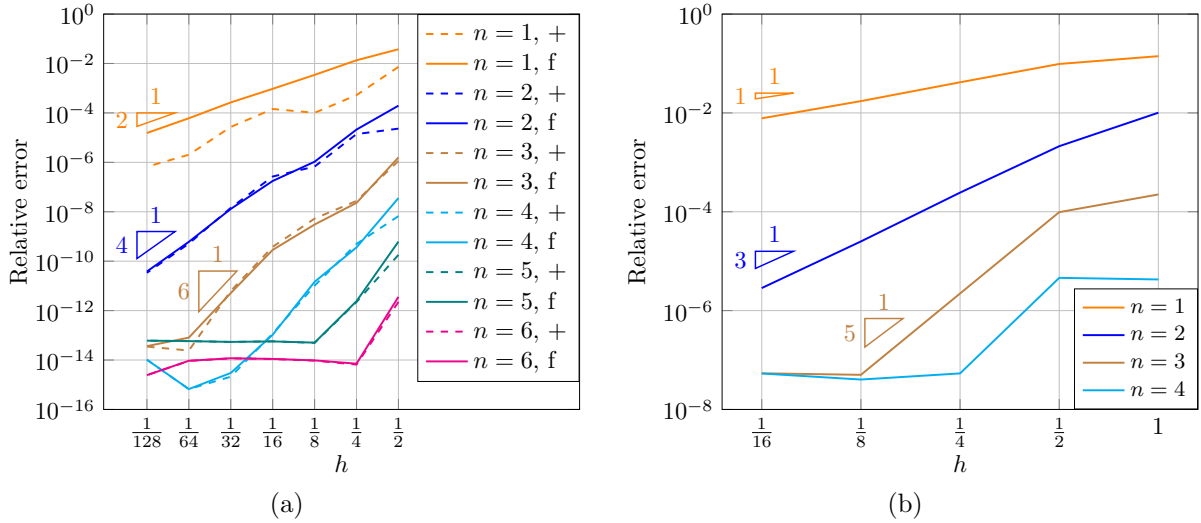 10^0
10^−2
10^−4
10^−6
10^−8
10^−10
10^−12
10^−14
10^−16
Relative error
1/128 1/64 1/32 1/16 1/8 1/4 1/2
h
1
2
1
4
1
6
n = 1, +
n = 1, f
n = 2, +
n = 2, f
n = 3, +
n = 3, f
n = 4, +
n = 4, f
n = 5, +
n = 5, f
n = 6, +
n = 6, f
(a)
10^0
10^−2
10^−4
10^−6
10^−8
Relative error
1/16 1/8 1/4 1/2 1
h
1
1
1
3
1
5
n = 1
n = 2
n = 3
n = 4
(b)